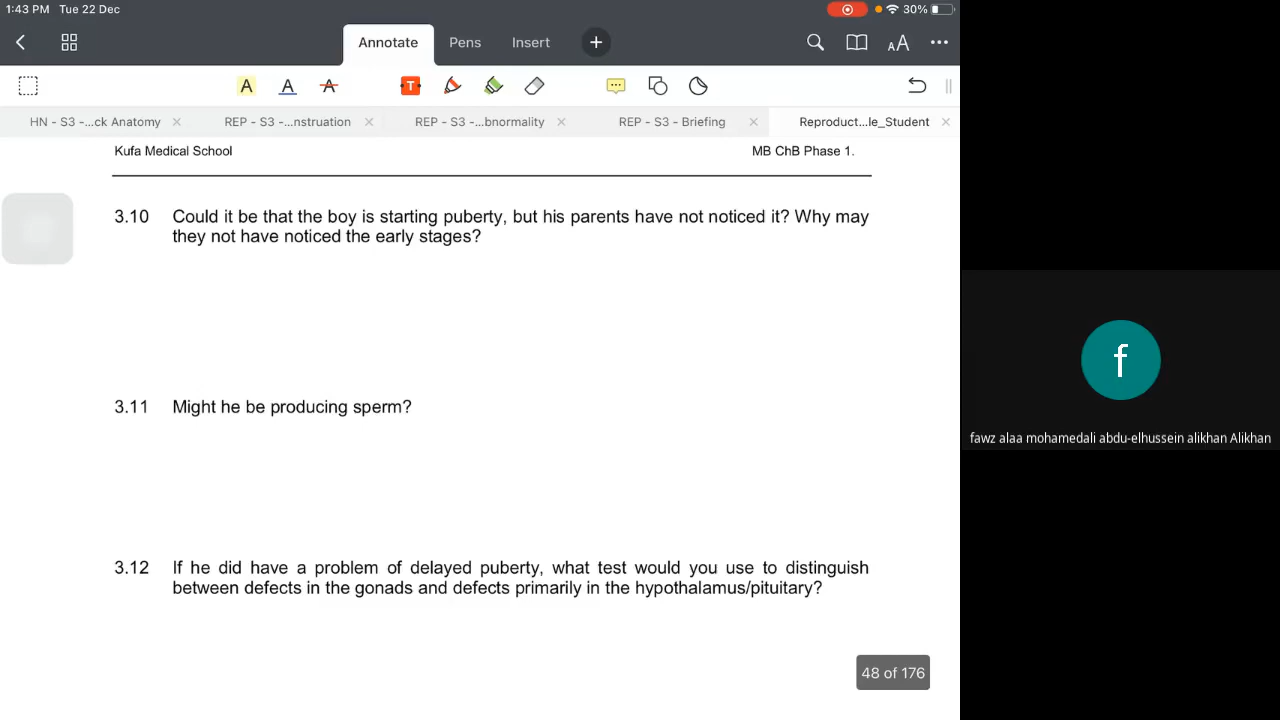 1:43 PM Tue 22 Dec
30%
Annotate Pens Insert
AA
A A A T
HN - S3 -...ck Anatomy
REP - S3 -...nstruation
REP - S3 -...bnormality
REP - S3 - Briefing
Reproduct...le_Student
Kufa Medical School MB ChB Phase 1.
3.10 Could it be that the boy is starting puberty, but his parents have not noticed it? Why may
they not have noticed the early stages?
f
3.11 Might he be producing sperm?
fawz alaa mohamedali abdu-elhussein alikhan Alikhan
3.12 If he did have a problem of delayed puberty, what test would you use to distinguish
between defects in the gonads and defects primarily in the hypothalamus/pituitary?
48 of 176